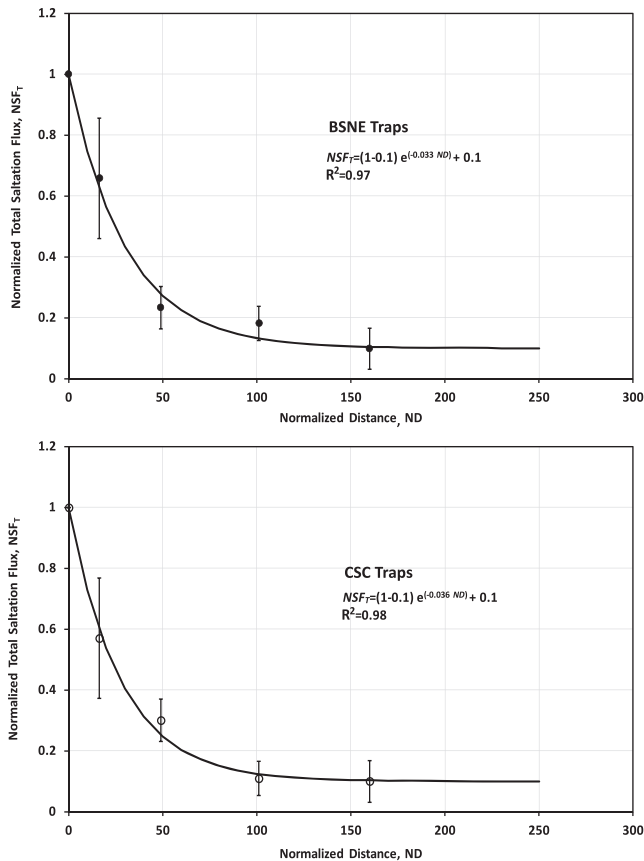 1.2
1
0.8
0.6
0.4
0.2
0
Normalized Total Saltation Flux, NSF_T
BSNE Traps
NSF_T=(1-0.1) e^(-0.033 ND) + 0.1
R²=0.97
0 50 100 150 200 250 300
Normalized Distance, ND
1.2
1
0.8
0.6
0.4
0.2
0
Normalized Total Saltation Flux, NSF_T
CSC Traps
NSF_T=(1-0.1) e^(-0.036 ND) + 0.1
R²=0.98
0 50 100 150 200 250 300
Normalized Distance, ND